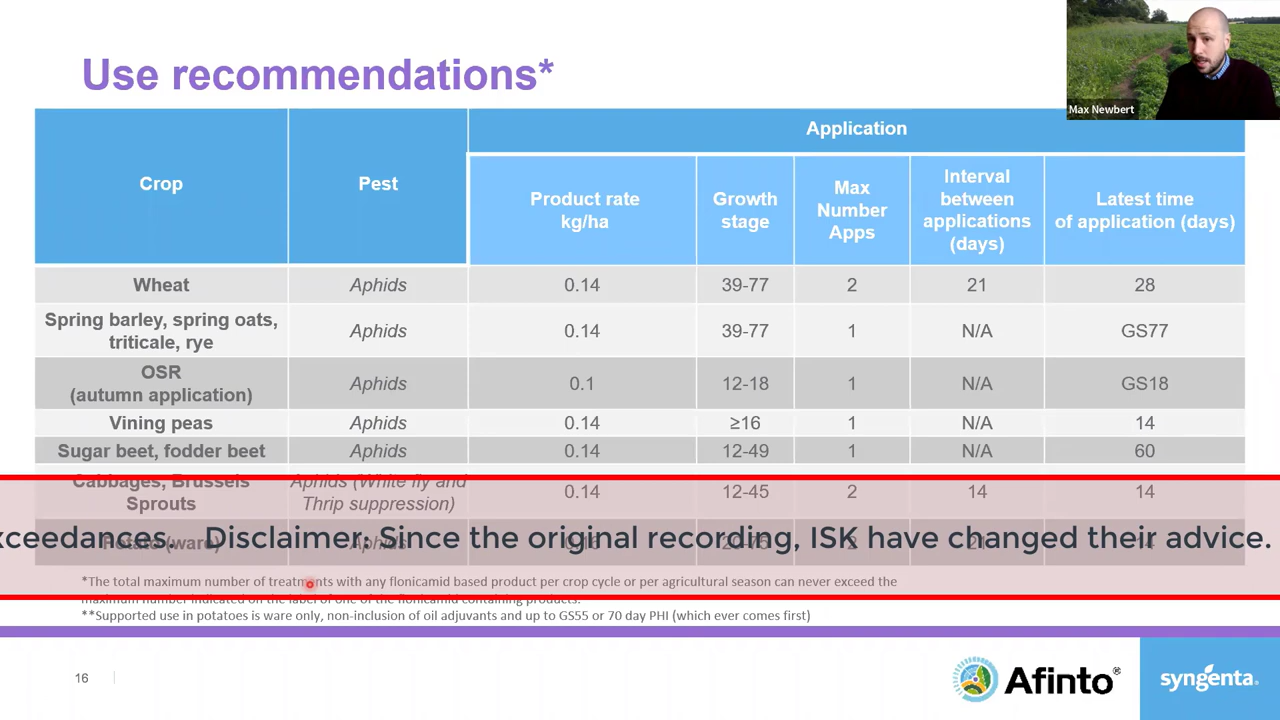 Use recommendations*
Max Newbert
Crop
Pest
Application
Product rate
kg/ha
Growth
stage
Max
Number
Apps
Interval
between
applications
(days)
Latest time
of application (days)
Wheat Aphids 0.14 39-77 2 21 28
Spring barley, spring oats,
triticale, rye
Aphids 0.14 39-77 1 N/A GS77
OSR
(autumn application)
Aphids 0.1 12-18 1 N/A GS18
Vining peas Aphids 0.14 ≥16 1 N/A 14
Sugar beet, fodder beet Aphids 0.14 12-49 1 N/A 60
Cabbages, Brussels
Sprouts
Aphids (White fly and
Thrip suppression)
0.14 12-45 2 14 14
xceedances. Disclaimer: Since the original recording, ISK have changed their advice.
Potato (ware) Aphids
*The total maximum number of treatments with any flonicamid based product per crop cycle or per agricultural season can never exceed the
maximum number indicated on the label of one of the flonicamid containing products.
**Supported use in potatoes is ware only, non-inclusion of oil adjuvants and up to GS55 or 70 day PHI (which ever comes first)
16
Afinto®
syngenta.